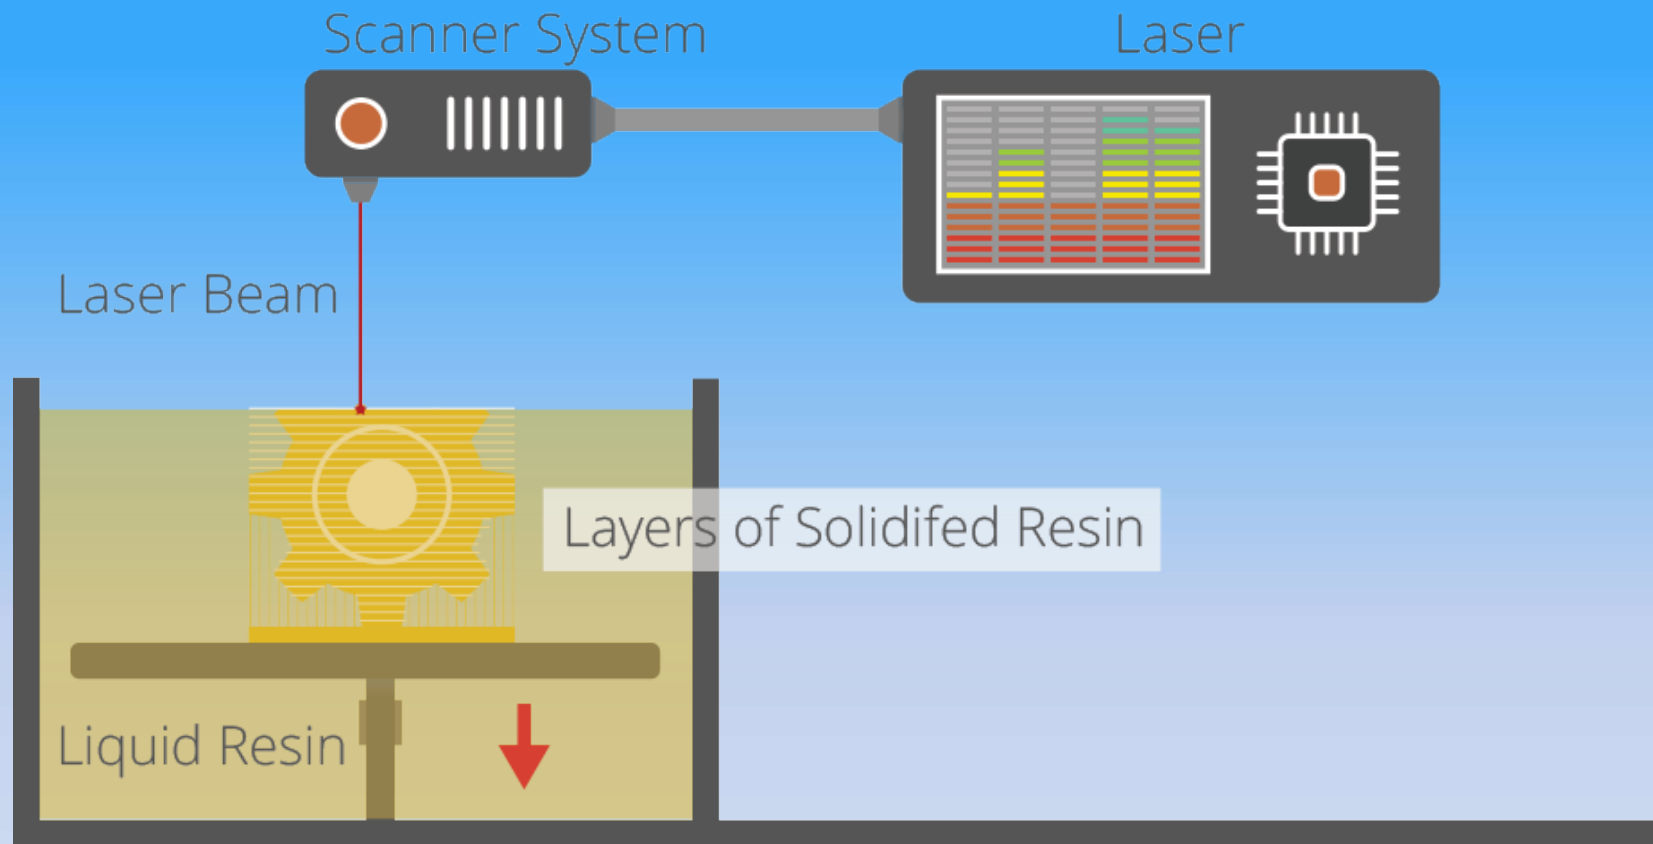 Scanner System
Laser
Laser Beam
Layers of Solidifed Resin
Liquid Resin